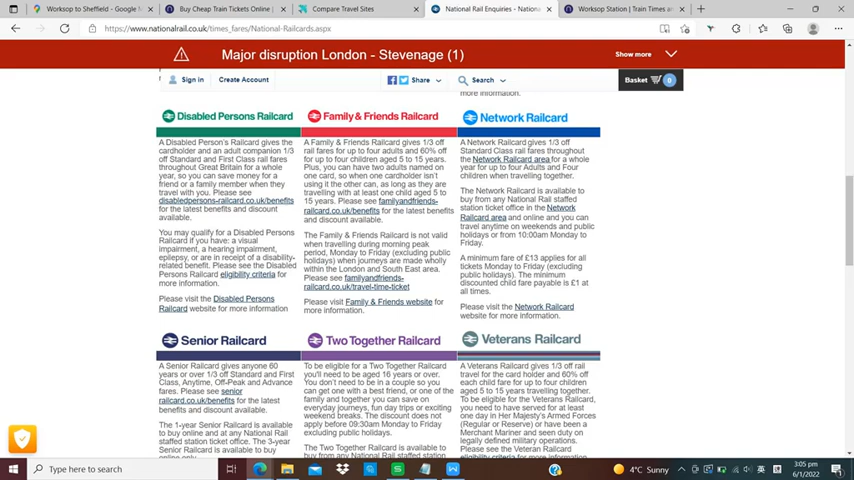 Worksop to Sheffield - Google M
Buy Cheap Train Tickets Online |
Compare Travel Sites
National Rail Enquiries - Nationa
Worksop Station | Train Times an
https://www.nationalrail.co.uk/times_fares/National-Railcards.aspx
Major disruption London - Stevenage (1)
Show more
Sign in
Create Account
Share
Search
Basket
0
more information.
Disabled Persons Railcard
A Disabled Person's Railcard gives the
cardholder and an adult companion 1/3
off Standard and First Class rail fares
throughout Great Britain for a whole
year, so you can save money for a
friend or a family member when they
travel with you. Please see
disabledpersons-railcard.co.uk/benefits
for the latest benefits and discount
available.
You may qualify for a Disabled Persons
Railcard if you have: a visual
impairment, a hearing impairment,
epilepsy, or are in receipt of a disability-
related benefit. Please see the Disabled
Persons Railcard eligibility criteria for
more information.
Please visit the Disabled Persons
Railcard website for more information
Family & Friends Railcard
A Family & Friends Railcard gives 1/3 off
rail fares for up to four adults and 60% off
for up to four children aged 5 to 15 years.
Plus, you can have two adults named on
one card, so when one cardholder isn't
using it the other can, as long as they are
travelling with at least one child aged 5 to
15 years. Please see familyandfriends-
railcard.co.uk/benefits for the latest benefits
and discount available.
The Family & Friends Railcard is not valid
when travelling during morning peak
period, Monday to Friday (excluding public
holidays) when journeys are made wholly
within the London and South East area.
Please see familyandfriends-
railcard.co.uk/travel-time-ticket
Please visit Family & Friends website for
more information.
Network Railcard
A Network Railcard gives 1/3 off
Standard Class rail fares throughout
the Network Railcard area for a whole
year for up to four Adults and Four
children when travelling together.
The Network Railcard is available to
buy from any National Rail staffed
station ticket office in the Network
Railcard area and online and you can
travel anytime on weekends and public
holidays or from 10:00am Monday to
Friday.
A minimum fare of £13 applies for all
tickets Monday to Friday (excluding
public holidays). The minimum
discounted child fare payable is £1 at
all times.
Please visit the Network Railcard
website for more information.
Senior Railcard
A Senior Railcard gives anyone 60
years or over 1/3 off Standard and First
Class, Anytime, Off-Peak and Advance
fares. Please see senior
railcard.co.uk/benefits for the latest
benefits and discount available.
The 1-year Senior Railcard is available
to buy online and at any National Rail
staffed station ticket office. The 3-year
Senior Railcard is available to buy
online only
Two Together Railcard
To be eligible for a Two Together Railcard
you'll need to be aged 16 years or over.
You don't need to be in a couple so you
can get one with a best friend, or one of the
family and together you can save on
everyday journeys, fun day trips or exciting
weekend breaks. The discount does not
apply before 09:30am Monday to Friday
excluding public holidays.
The Two Together Railcard is available to
Veterans Railcard
A Veterans Railcard gives 1/3 off rail
travel for the card holder and 60% off
each child fare for up to four children
aged 5 to 15 years travelling together.
To be eligible for the Veterans Railcard,
you need to have served for at least
one day in Her Majesty's Armed Forces
(Regular or Reserve) or have been a
Merchant Mariner and seen duty on
legally defined military operations.
Please see the Veteran Railcard
Type here to search
4°C Sunny
英
3:05 pm
6/1/2022